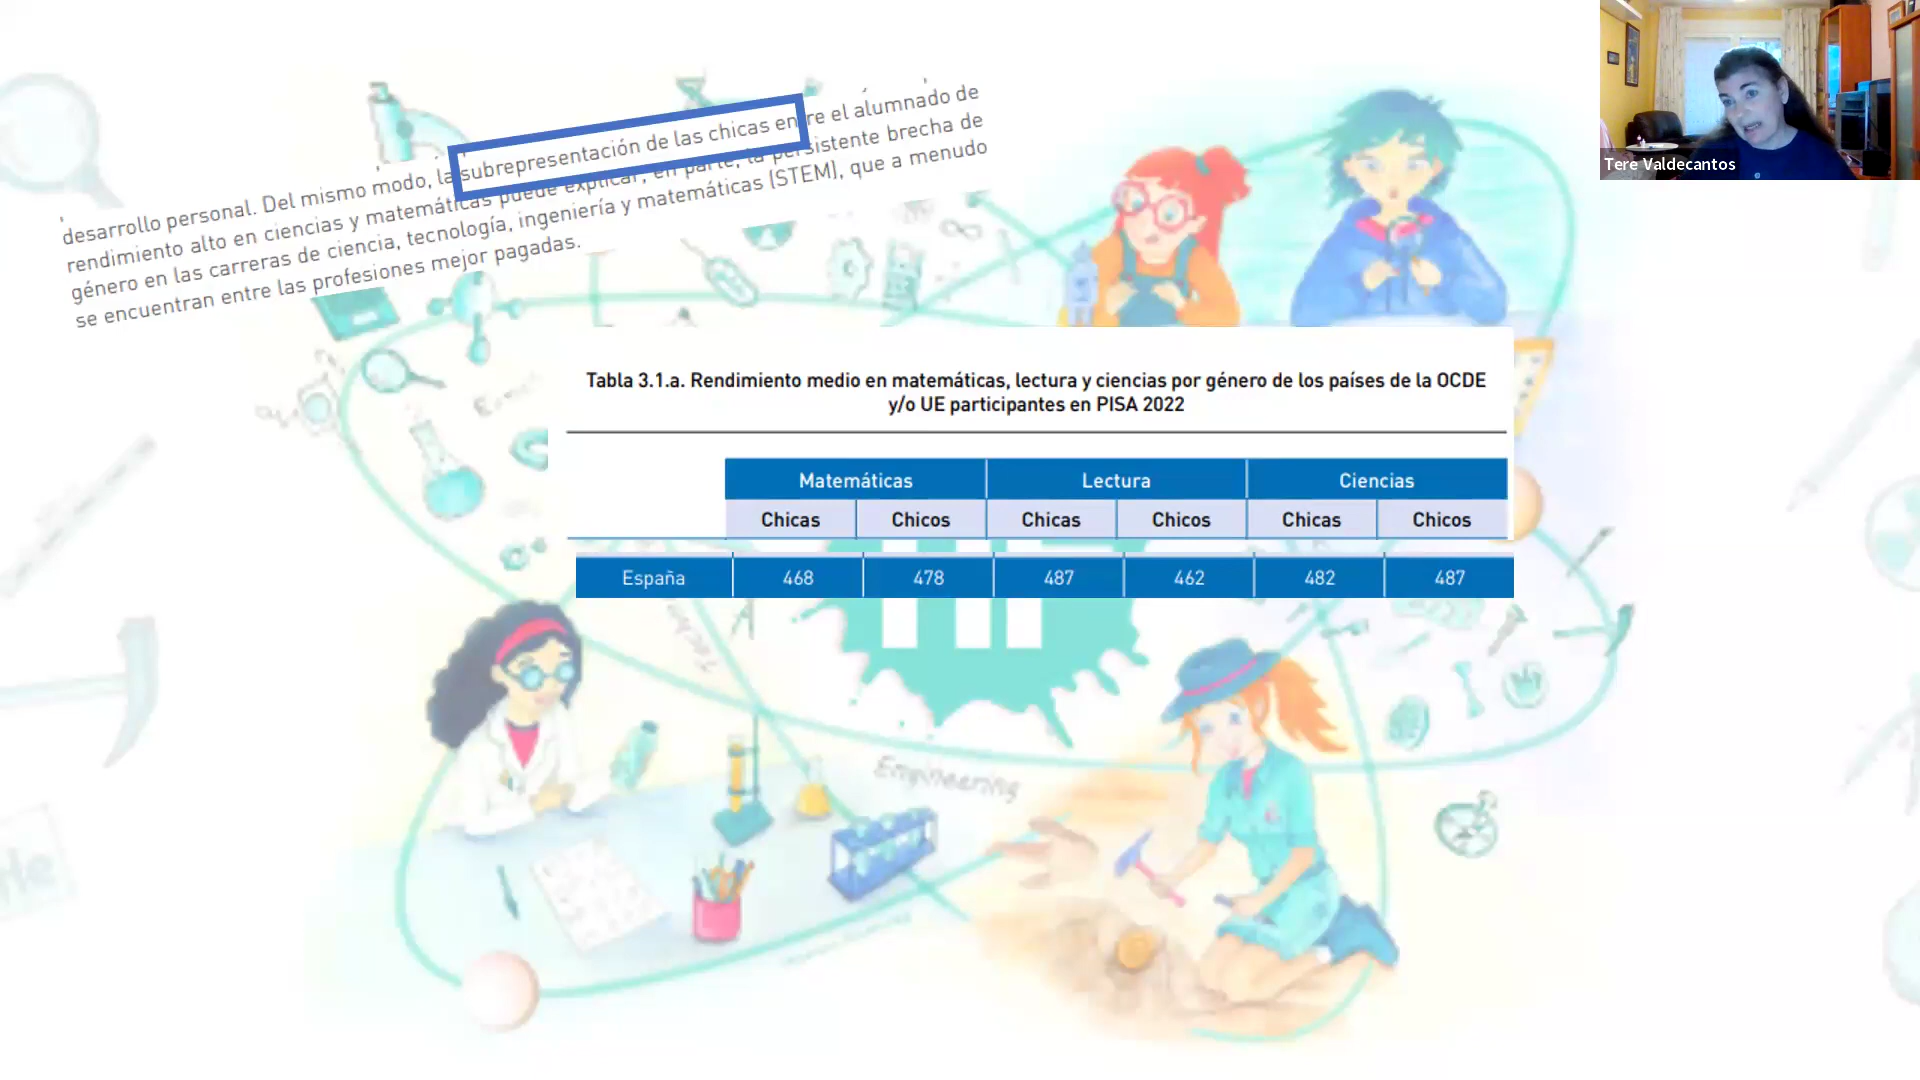 desarrollo personal. Del mismo modo, la subrepresentación de las chicas entre el alumnado de
rendimiento alto en ciencias y matemáticas puede explicar, en parte, la persistente brecha de
género en las carreras de ciencia, tecnología, ingeniería y matemáticas (STEM), que a menudo
se encuentran entre las profesiones mejor pagadas.
Tere Valdecantos
Tabla 3.1.a. Rendimiento medio en matemáticas, lectura y ciencias por género de los países de la OCDE
y/o UE participantes en PISA 2022
Matemáticas Lectura Ciencias
Chicas Chicos Chicas Chicos Chicas Chicos
España 468 478 487 462 482 487
Engineering